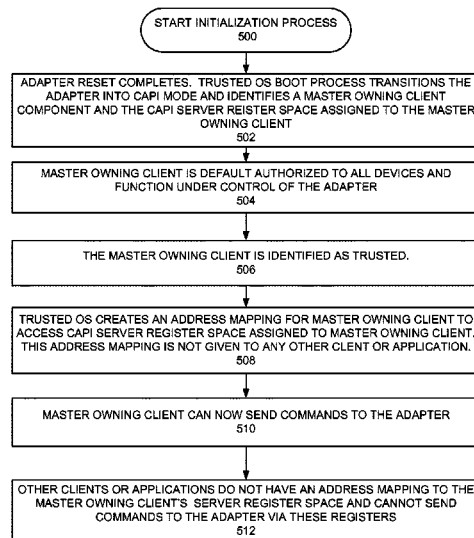 START INITIALIZATION PROCESS
500
ADAPTER RESET COMPLETES. TRUSTED OS BOOT PROCESS TRANSITIONS THE
ADAPTER INTO CAPI MODE AND IDENTIFIES A MASTER OWNING CLIENT
COMPONENT AND THE CAPI SERVER REISTER SPACE ASSIGNED TO THE MASTER
OWNING CLIENT
502
MASTER OWNING CLIENT IS DEFAULT AUTHORIZED TO ALL DEVICES AND
FUNCTION UNDER CONTROL OF THE ADAPTER
504
THE MASTER OWNING CLIENT IS IDENTIFIED AS TRUSTED.
506
TRUSTED OS CREATES AN ADDRESS MAPPING FOR MASTER OWNING CLIENT TO
ACCESS CAPI SERVER REGISTER SPACE ASSIGNED TO MASTER OWNING CLIENT.
THIS ADDRESS MAPPING IS NOT GIVEN TO ANY OTHER CLENT OR APPLICATION.
508
MASTER OWNING CLIENT CAN NOW SEND COMMANDS TO THE ADAPTER
510
OTHER CLIENTS OR APPLICATIONS DO NOT HAVE AN ADDRESS MAPPING TO THE
MASTER OWNING CLIENT'S SERVER REGISTER SPACE AND CANNOT SEND
COMMANDS TO THE ADAPTER VIA THESE REGISTERS
512